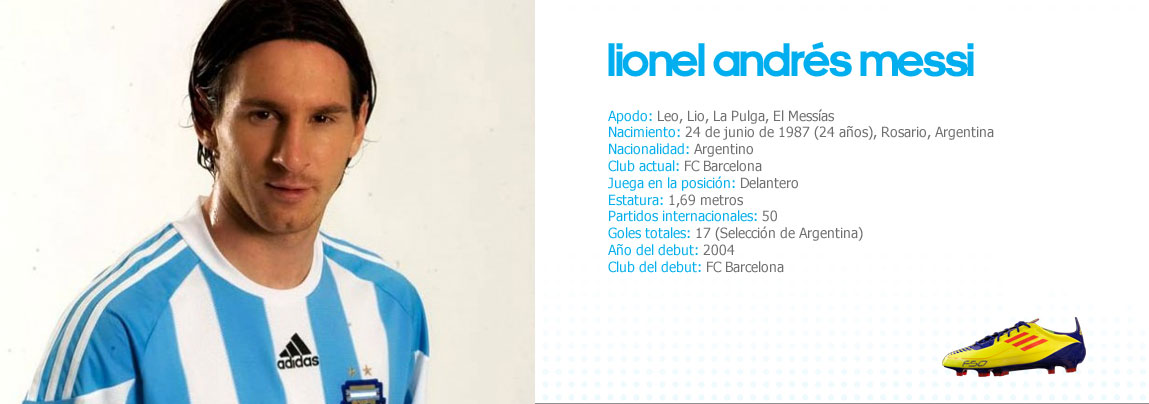 lionel andrés messi
Apodo: Leo, Lio, La Pulga, El Messías
Nacimiento: 24 de junio de 1987 (24 años), Rosario, Argentina
Nacionalidad: Argentino
Club actual: FC Barcelona
Juega en la posición: Delantero
Estatura: 1,69 metros
Partidos internacionales: 50
Goles totales: 17 (Selección de Argentina)
Año del debut: 2004
Club del debut: FC Barcelona
adidas
F50